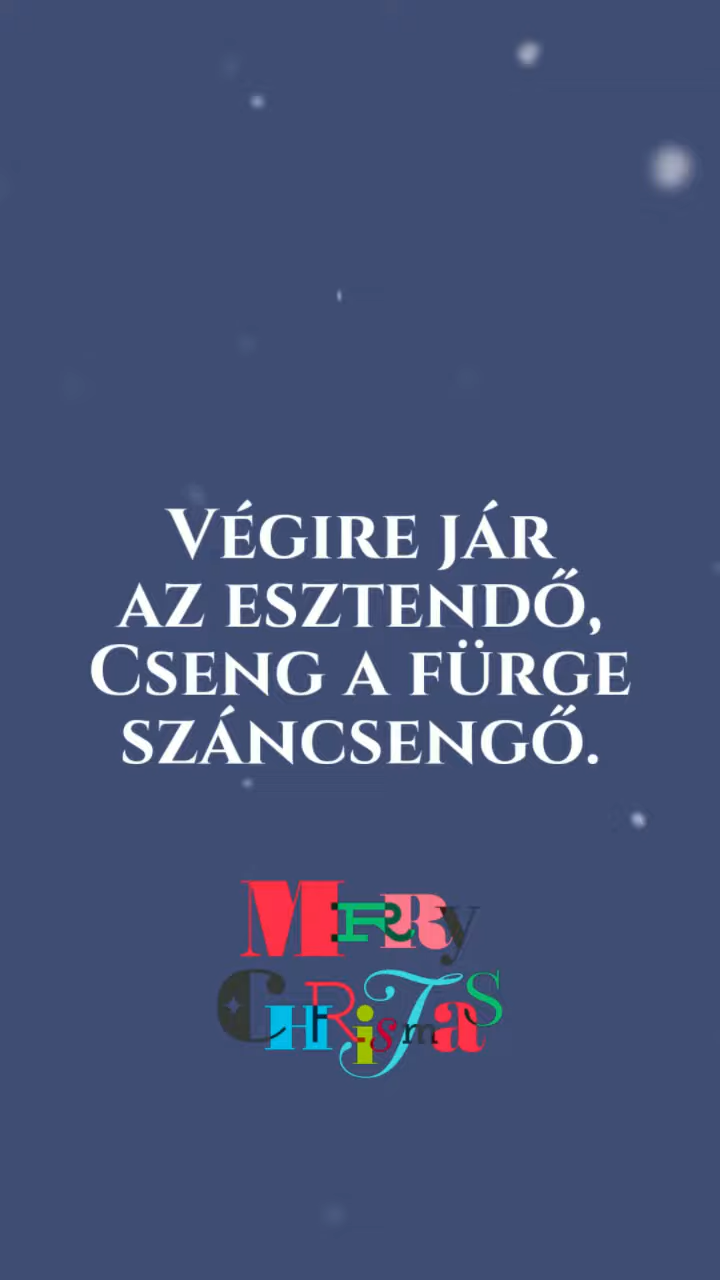 Végire jár
az esztendő,
Cseng a fürge
száncsengő.
Merry
Christmas